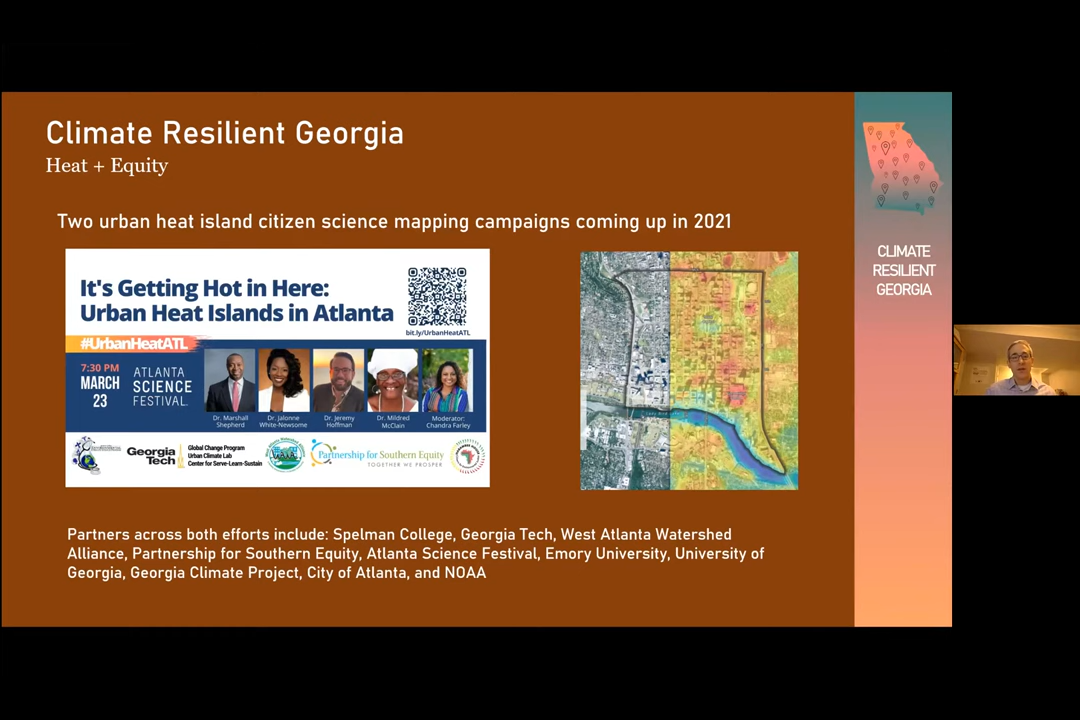 Climate Resilient Georgia
Heat + Equity
Two urban heat island citizen science mapping campaigns coming up in 2021
It's Getting Hot in Here:
Urban Heat Islands in Atlanta
bit.ly/UrbanHeatATL
#UrbanHeatATL
7:30 PM
MARCH
23
ATLANTA
SCIENCE
FESTIVAL
Dr. Marshall
Shepherd
Dr. Jalonne
White-Newsome
Dr. Jeremy
Hoffman
Dr. Mildred
McClain
Moderator:
Chandra Farley
Georgia
Tech
Global Change Program
Urban Climate Lab
Center for Serve-Learn-Sustain
Partnership for Southern Equity
TOGETHER WE PROSPER
Partners across both efforts include: Spelman College, Georgia Tech, West Atlanta Watershed
Alliance, Partnership for Southern Equity, Atlanta Science Festival, Emory University, University of
Georgia, Georgia Climate Project, City of Atlanta, and NOAA
CLIMATE
RESILIENT
GEORGIA